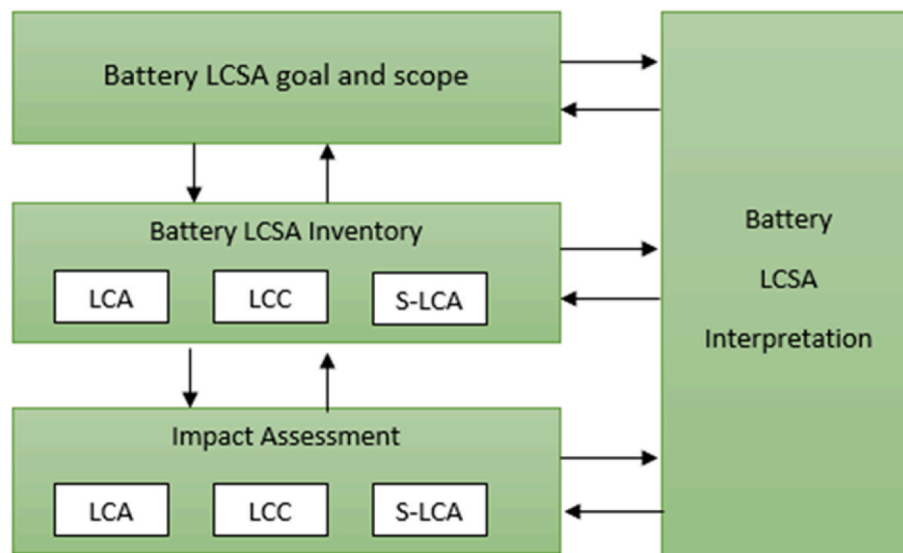 Battery LCSA goal and scope
Battery LCSA Inventory
LCA
LCC
S-LCA
Impact Assessment
LCA
LCC
S-LCA
Battery
LCSA
Interpretation